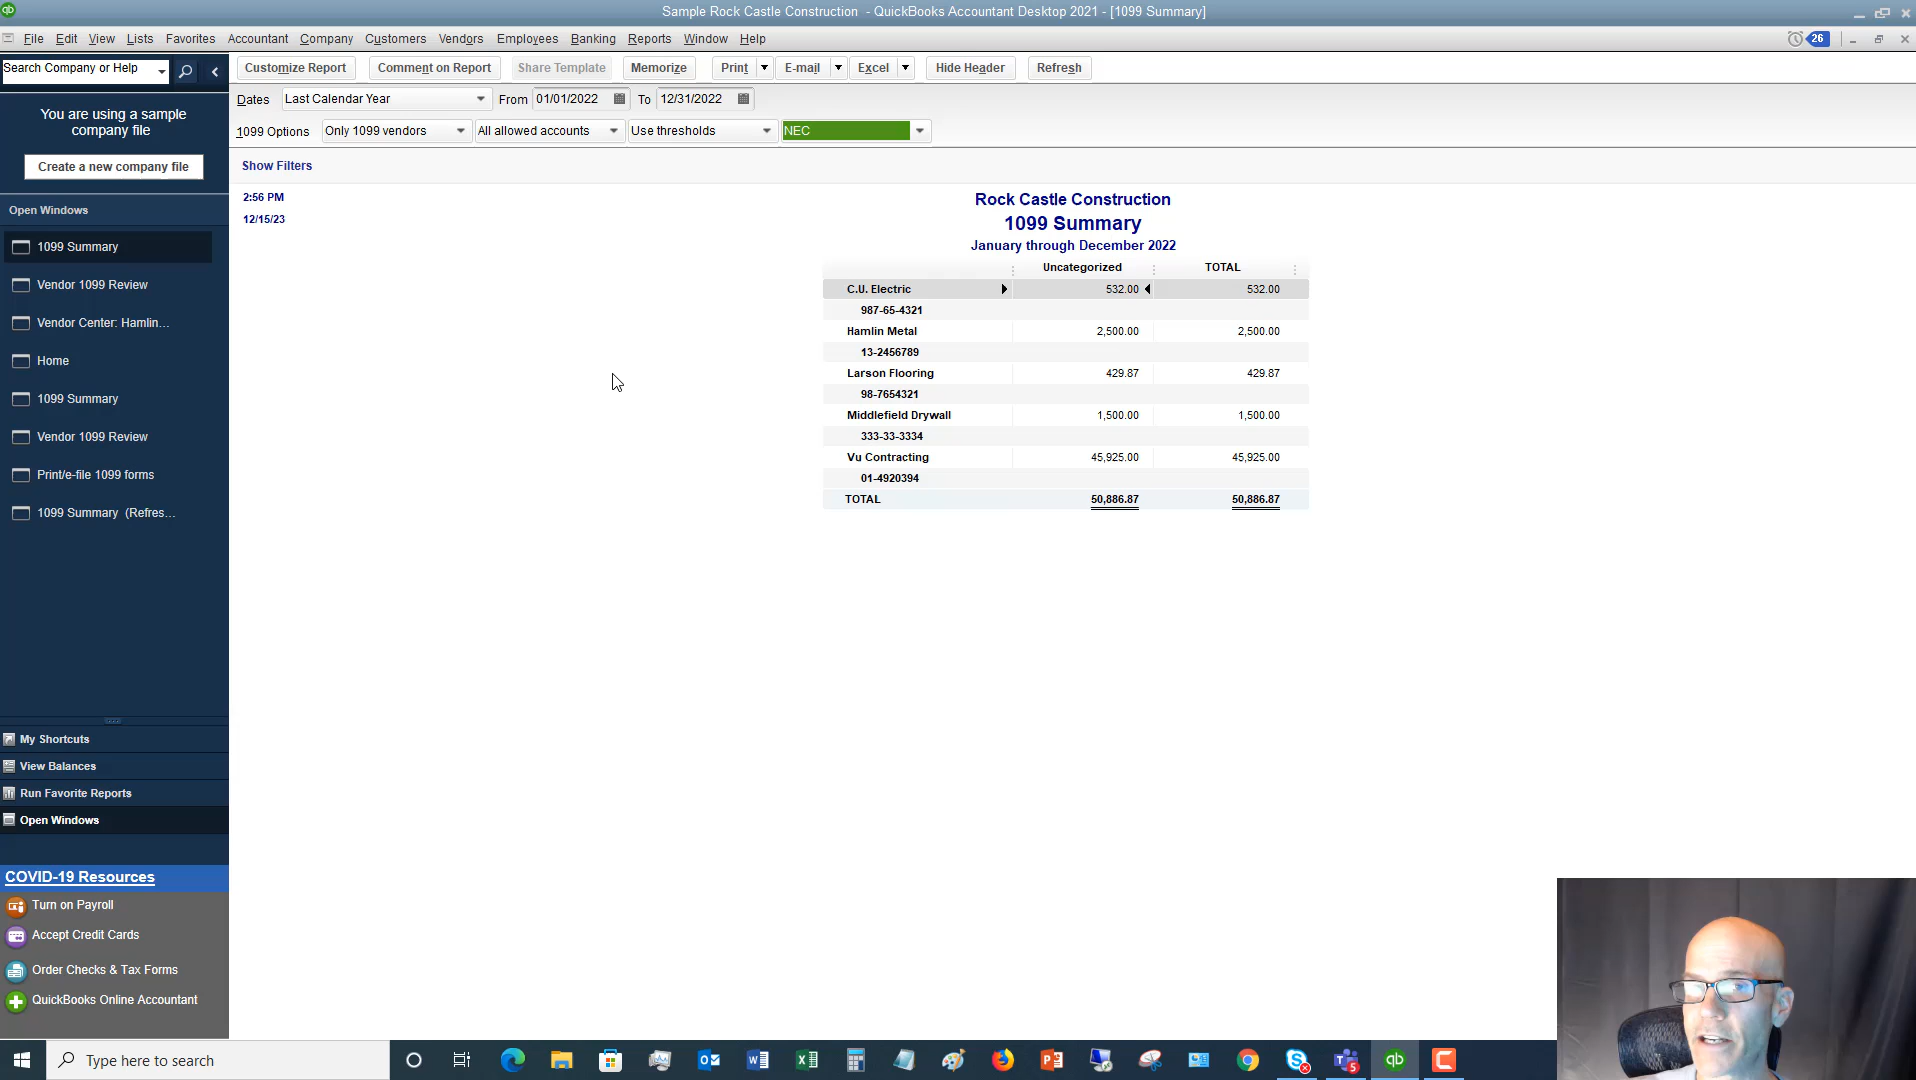 Sample Rock Castle Construction - QuickBooks Accountant Desktop 2021 - [1099 Summary]
File Edit View Lists Favorites Accountant Company Customers Vendors Employees Banking Reports Window Help
26
Search Company or Help
Customize Report Comment on Report Share Template Memorize Print E-mail Excel Hide Header Refresh
Dates Last Calendar Year From 01/01/2022 To 12/31/2022
1099 Options Only 1099 vendors All allowed accounts Use thresholds NEC
Show Filters
You are using a sample
company file
Create a new company file
Open Windows
1099 Summary
Vendor 1099 Review
Vendor Center: Hamlin...
Home
1099 Summary
Vendor 1099 Review
Print/e-file 1099 forms
1099 Summary (Refres...
My Shortcuts
View Balances
Run Favorite Reports
Open Windows
COVID-19 Resources
Turn on Payroll
Accept Credit Cards
Order Checks & Tax Forms
QuickBooks Online Accountant
2:56 PM
12/15/23
Rock Castle Construction
1099 Summary
January through December 2022
Uncategorized TOTAL
C.U. Electric 532.00 532.00
987-65-4321
Hamlin Metal 2,500.00 2,500.00
13-2456789
Larson Flooring 429.87 429.87
98-7654321
Middlefield Drywall 1,500.00 1,500.00
333-33-3334
Vu Contracting 45,925.00 45,925.00
01-4920394
TOTAL 50,886.87 50,886.87
Type here to search